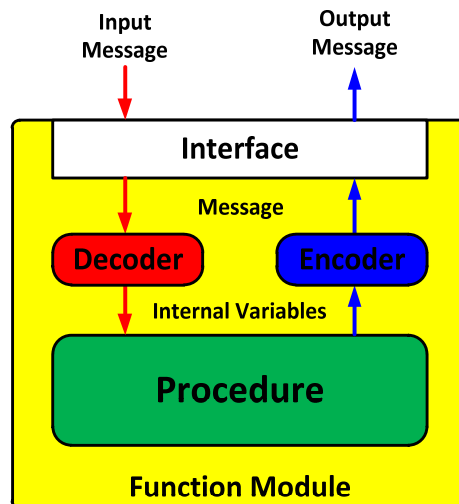 Input
Message
Output
Message
Interface
Message
Decoder
Encoder
Internal Variables
Procedure
Function Module